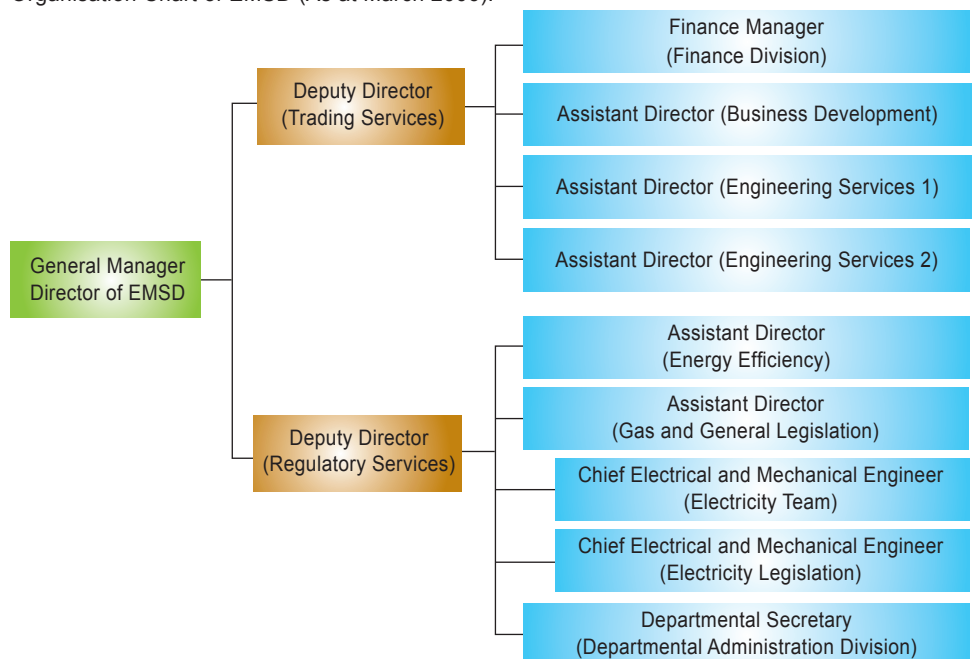 General Manager
Director of EMSD
Deputy Director
(Trading Services)
Finance Manager
(Finance Division)
Assistant Director (Business Development)
Assistant Director (Engineering Services 1)
Assistant Director (Engineering Services 2)
Deputy Director
(Regulatory Services)
Assistant Director
(Energy Efficiency)
Assistant Director
(Gas and General Legislation)
Chief Electrical and Mechanical Engineer
(Electricity Team)
Chief Electrical and Mechanical Engineer
(Electricity Legislation)
Departmental Secretary
(Departmental Administration Division)